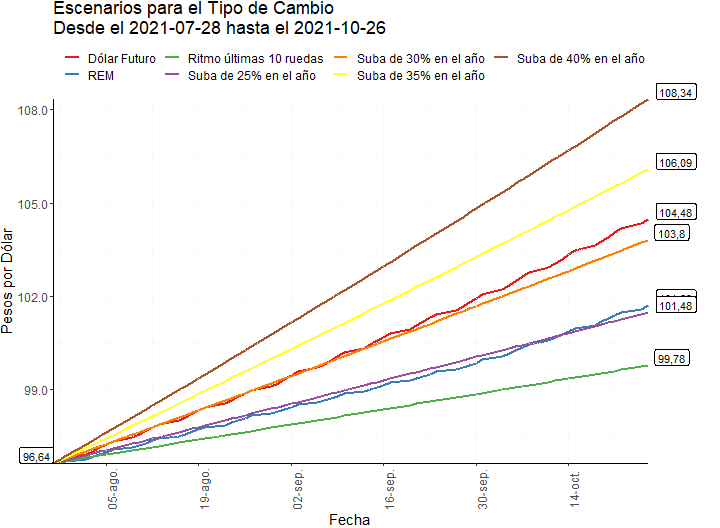 Escenarios para el Tipo de Cambio
Desde el 2021-07-28 hasta el 2021-10-26
Dólar Futuro Ritmo últimas 10 ruedas Suba de 30% en el año Suba de 40% en el año
REM Suba de 25% en el año Suba de 35% en el año
108,34
108.0
106,09
105.0
104,48
103,8
102.0
101,48
99,78
99.0
96,64
Pesos por Dólar
05-ago.
19-ago.
02-sep.
16-sep.
30-sep.
14-oct.
Fecha